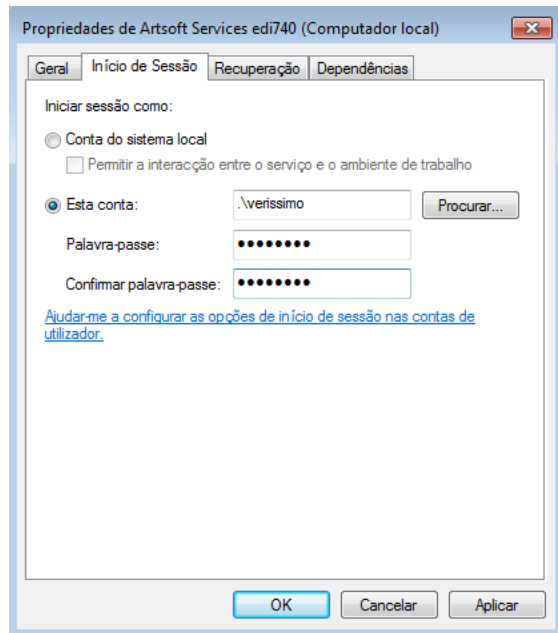 Propriedades de Artsoft Services edi740 (Computador local)
Geral Início de Sessão Recuperação Dependências
Iniciar sessão como:
Conta do sistema local
Permitir a interacção entre o serviço e o ambiente de trabalho
Esta conta: .\verissimo Procurar...
Palavra-passe: ●●●●●●●●
Confirmar palavra-passe: ●●●●●●●●
Ajudar-me a configurar as opções de início de sessão nas contas de
utilizador.
OK Cancelar Aplicar